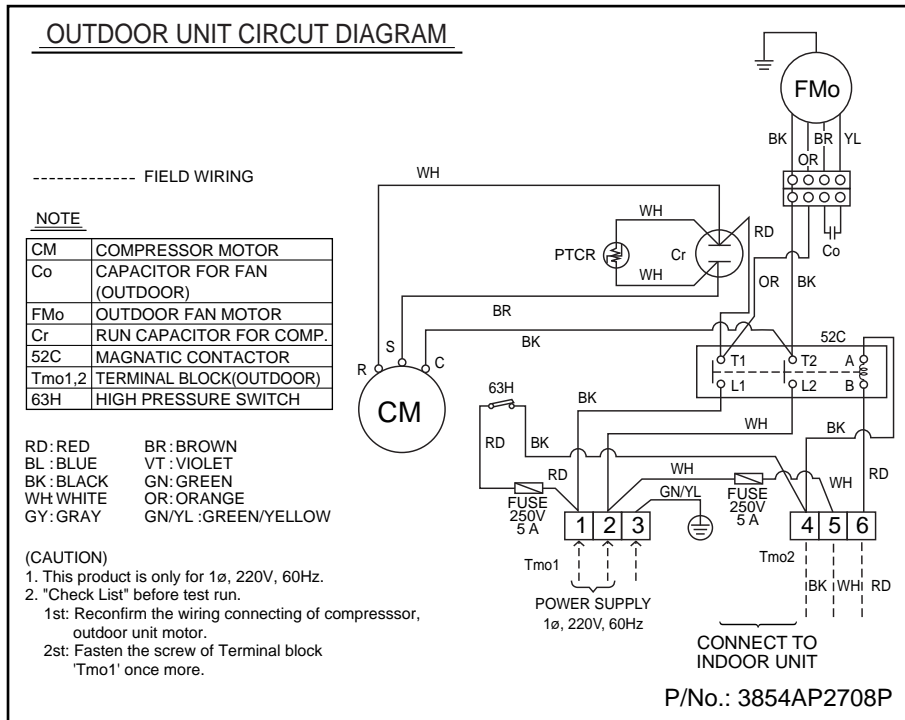 OUTDOOR UNIT CIRCUT DIAGRAM
FIELD WIRING
NOTE
CM COMPRESSOR MOTOR
Co CAPACITOR FOR FAN
(OUTDOOR)
FMo OUTDOOR FAN MOTOR
Cr RUN CAPACITOR FOR COMP.
52C MAGNATIC CONTACTOR
Tmo1,2 TERMINAL BLOCK(OUTDOOR)
63H HIGH PRESSURE SWITCH
RD:RED BR:BROWN
BL:BLUE VT:VIOLET
BK:BLACK GN:GREEN
WH:WHITE OR:ORANGE
GY:GRAY GN/YL:GREEN/YELLOW
(CAUTION)
1. This product is only for 1ø, 220V, 60Hz.
2. "Check List" before test run.
1st: Reconfirm the wiring connecting of compresssor,
outdoor unit motor.
2st: Fasten the screw of Terminal block
'Tmo1' once more.
FMo
BK BR YL
OR
Co
WH
WH
PTCR
Cr
WH
RD
OR BK
BR
BK
52C
S
R C
CM
T1 T2 A
L1 L2 B
63H
BK
WH
RD BK
BK
RD
WH
WH
RD
FUSE
250V
5 A
GN/YL
FUSE
250V
5 A
1 2 3
4 5 6
Tmo1
Tmo2
BK WH RD
POWER SUPPLY
1ø, 220V, 60Hz
CONNECT TO
INDOOR UNIT
P/No.: 3854AP2708P